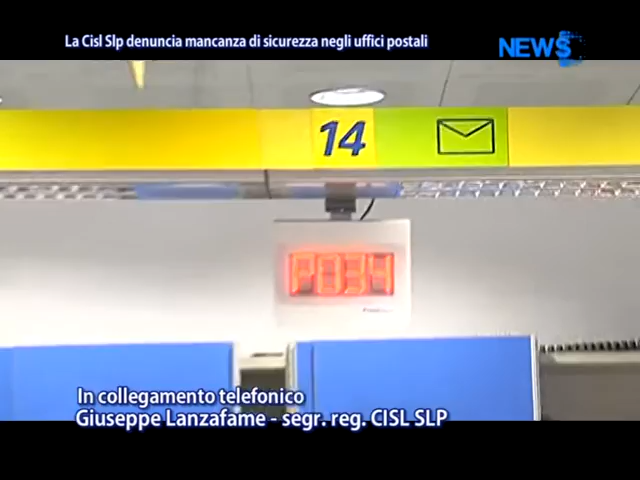 La Cisl Slp denuncia mancanza di sicurezza negli uffici postali
NEWS
14
P034
In collegamento telefonico
Giuseppe Lanzafame - segr. reg. CISL SLP